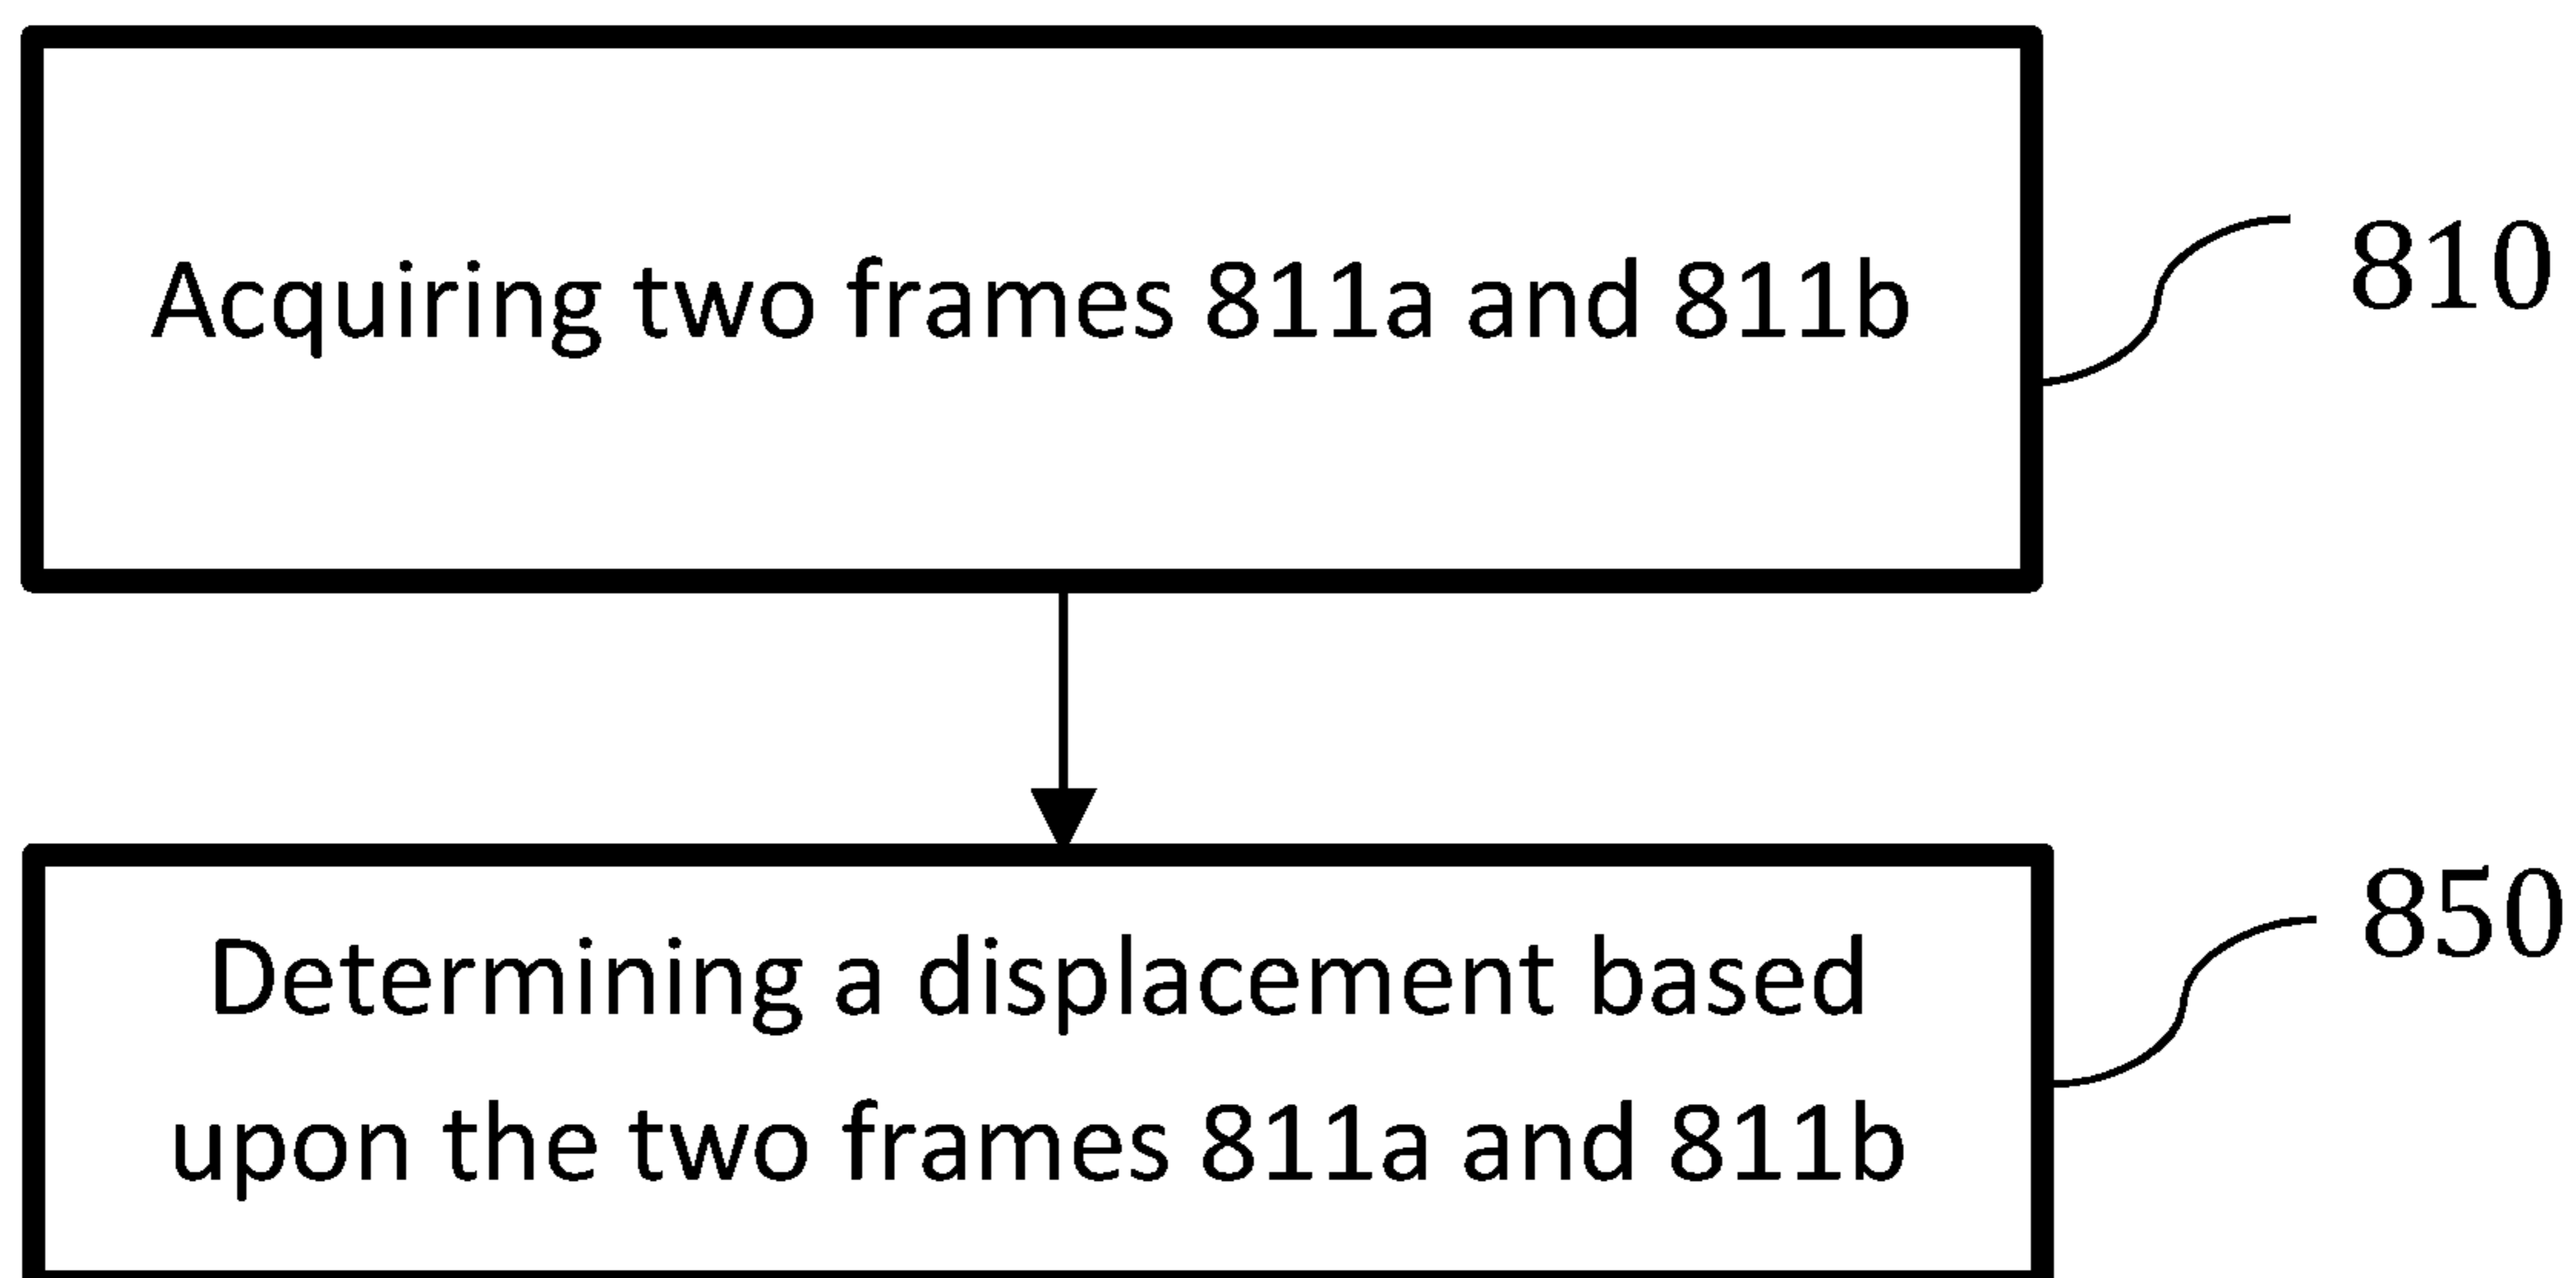 Acquiring two frames 811a and 811b
810
Determining a displacement based
upon the two frames 811a and 811b
850